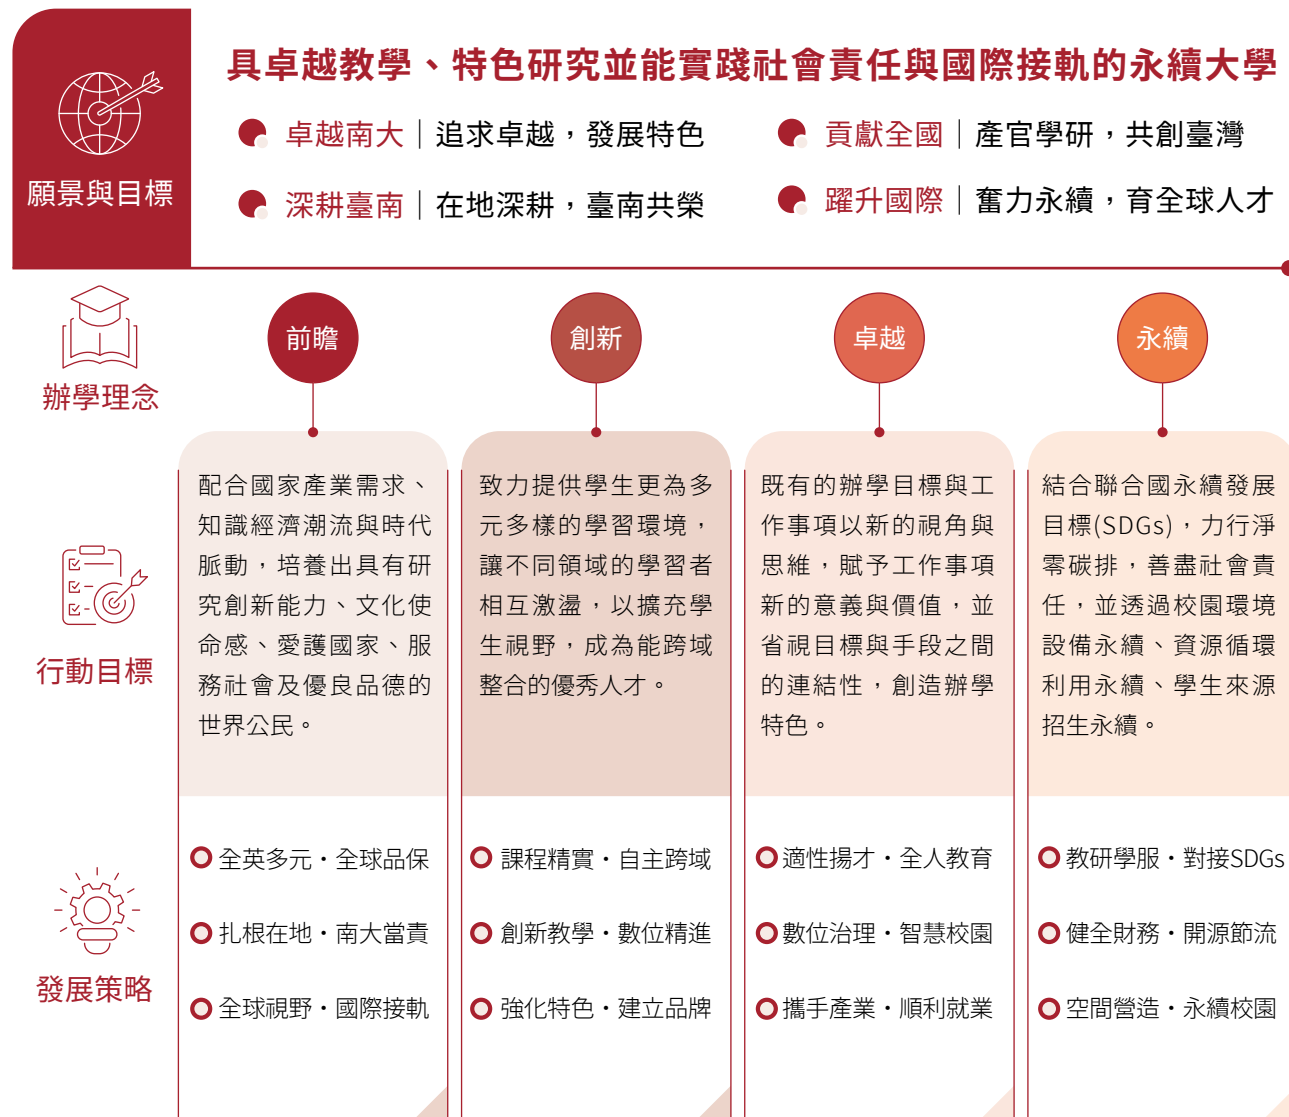 具卓越教學、特色研究並能實踐社會責任與國際接軌的永續大學
卓越南大｜追求卓越，發展特色
貢獻全國｜產官學研，共創臺灣
深耕臺南｜在地深耕，臺南共榮
躍升國際｜奮力永續，育全球人才
願景與目標
辦學理念
前瞻
創新
卓越
永續
行動目標
配合國家產業需求、
知識經濟潮流與時代
脈動，培養出具有研
究創新能力、文化使
命感、愛護國家、服
務社會及優良品德的
世界公民。
致力提供學生更為多
元多樣的學習環境，
讓不同領域的學習者
相互激盪，以擴充學
生視野，成為能跨域
整合的優秀人才。
既有的辦學目標與工
作事項以新的視角與
思維，賦予工作事項
新的意義與價值，並
省視目標與手段之間
的連結性，創造辦學
特色。
結合聯合國永續發展
目標(SDGs)，力行淨
零碳排，善盡社會責
任，並透過校園環境
設備永續、資源循環
利用永續、學生來源
招生永續。
發展策略
全英多元・全球品保
扎根在地・南大當責
全球視野・國際接軌
課程精實・自主跨域
創新教學・數位精進
強化特色・建立品牌
適性揚才・全人教育
數位治理・智慧校園
攜手產業・順利就業
教研學服・對接SDGs
健全財務・開源節流
空間營造・永續校園